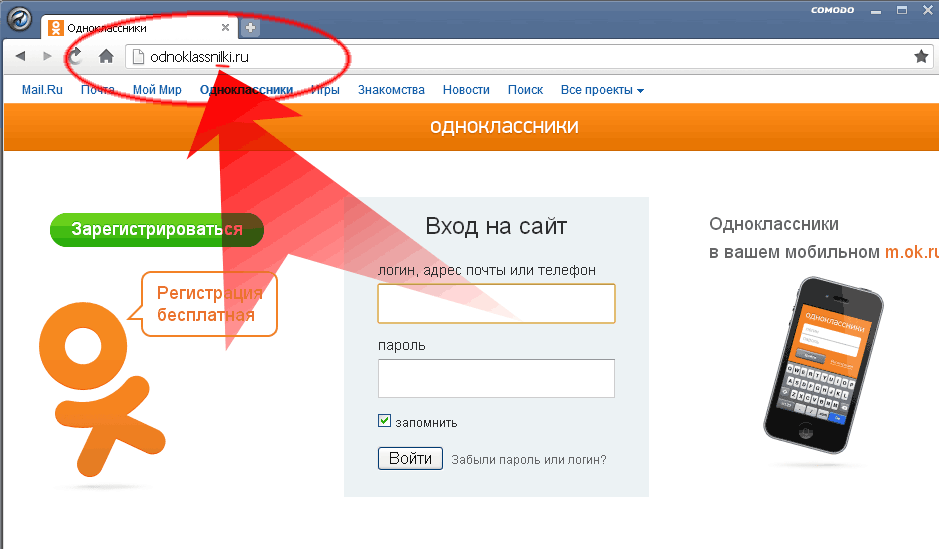 COMODO
Одноклассники
odnoklassnilki.ru
Mail.Ru Почта Мой Мир Одноклассники Игры Знакомства Новости Поиск Все проекты
одноклассники
Зарегистрироваться
Регистрация
бесплатная
Вход на сайт
логин, адрес почты или телефон
пароль
запомнить
Войти Забыли пароль или логин?
Одноклассники
в вашем мобильном m.ok.ru
одноклассники